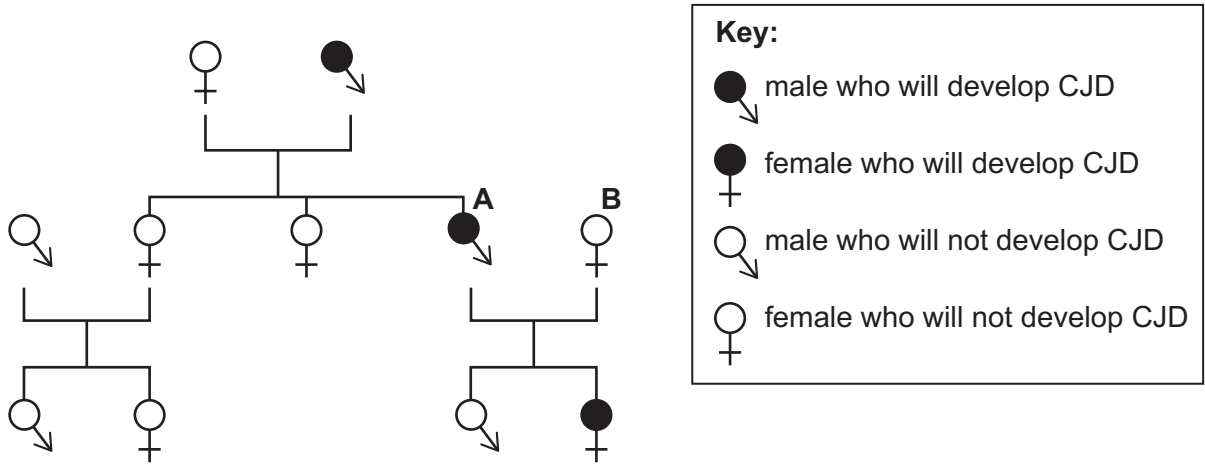 A
B
Key:
male who will develop CJD
female who will develop CJD
male who will not develop CJD
female who will not develop CJD